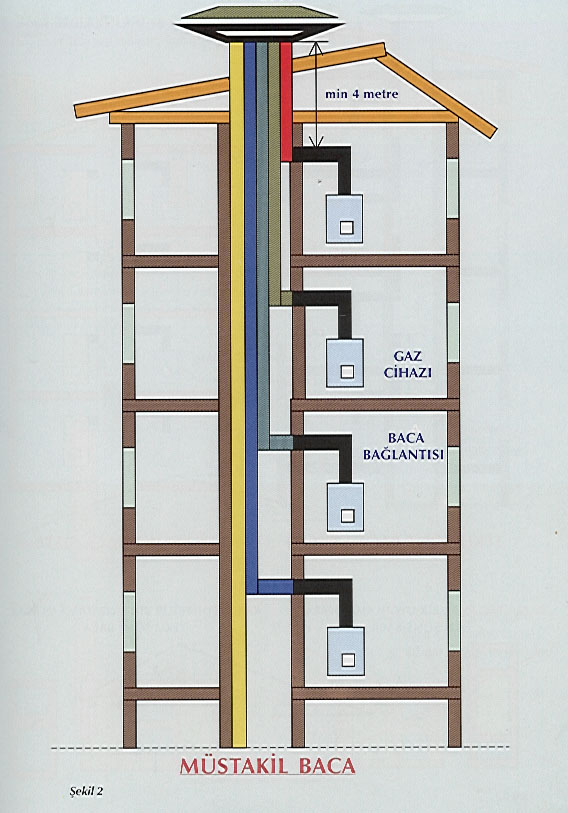 min 4 metre
GAZ
CİHAZI
BACA
BAĞLANTISI
MÜSTAKİL BACA
Şekil 2